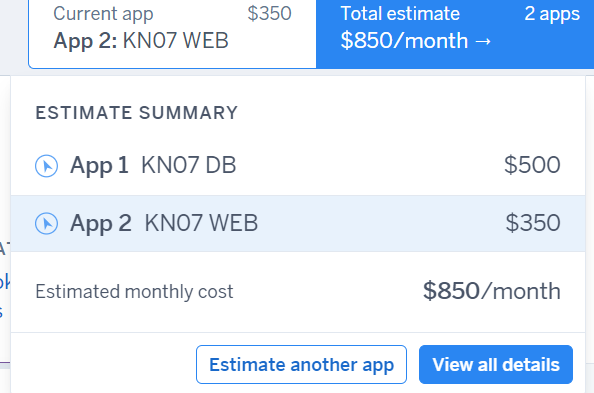 Current app $350
App 2: KN07 WEB
Total estimate 2 apps
$850/month →
ESTIMATE SUMMARY
App 1 KN07 DB $500
App 2 KN07 WEB $350
Estimated monthly cost $850/month
Estimate another app View all details